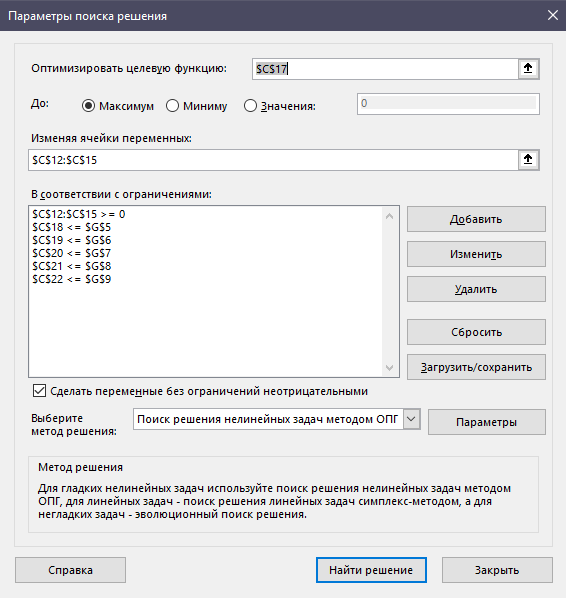 Параметры поиска решения
Оптимизировать целевую функцию: $C$17
До: Максимум Миниму Значения: 0
Изменяя ячейки переменных:
$C$12:$C$15
В соответствии с ограничениями:
$C$12:$C$15 >= 0
$C$18 <= $G$5
$C$19 <= $G$6
$C$20 <= $G$7
$C$21 <= $G$8
$C$22 <= $G$9
Добавить
Изменить
Удалить
Сбросить
Загрузить/сохранить
Сделать переменные без ограничений неотрицательными
Выберите
метод решения:
Поиск решения нелинейных задач методом ОПГ
Параметры
Метод решения
Для гладких нелинейных задач используйте поиск решения нелинейных задач методом
ОПГ, для линейных задач - поиск решения линейных задач симплекс-методом, а для
негладких задач - эволюционный поиск решения.
Справка Найти решение Закрыть